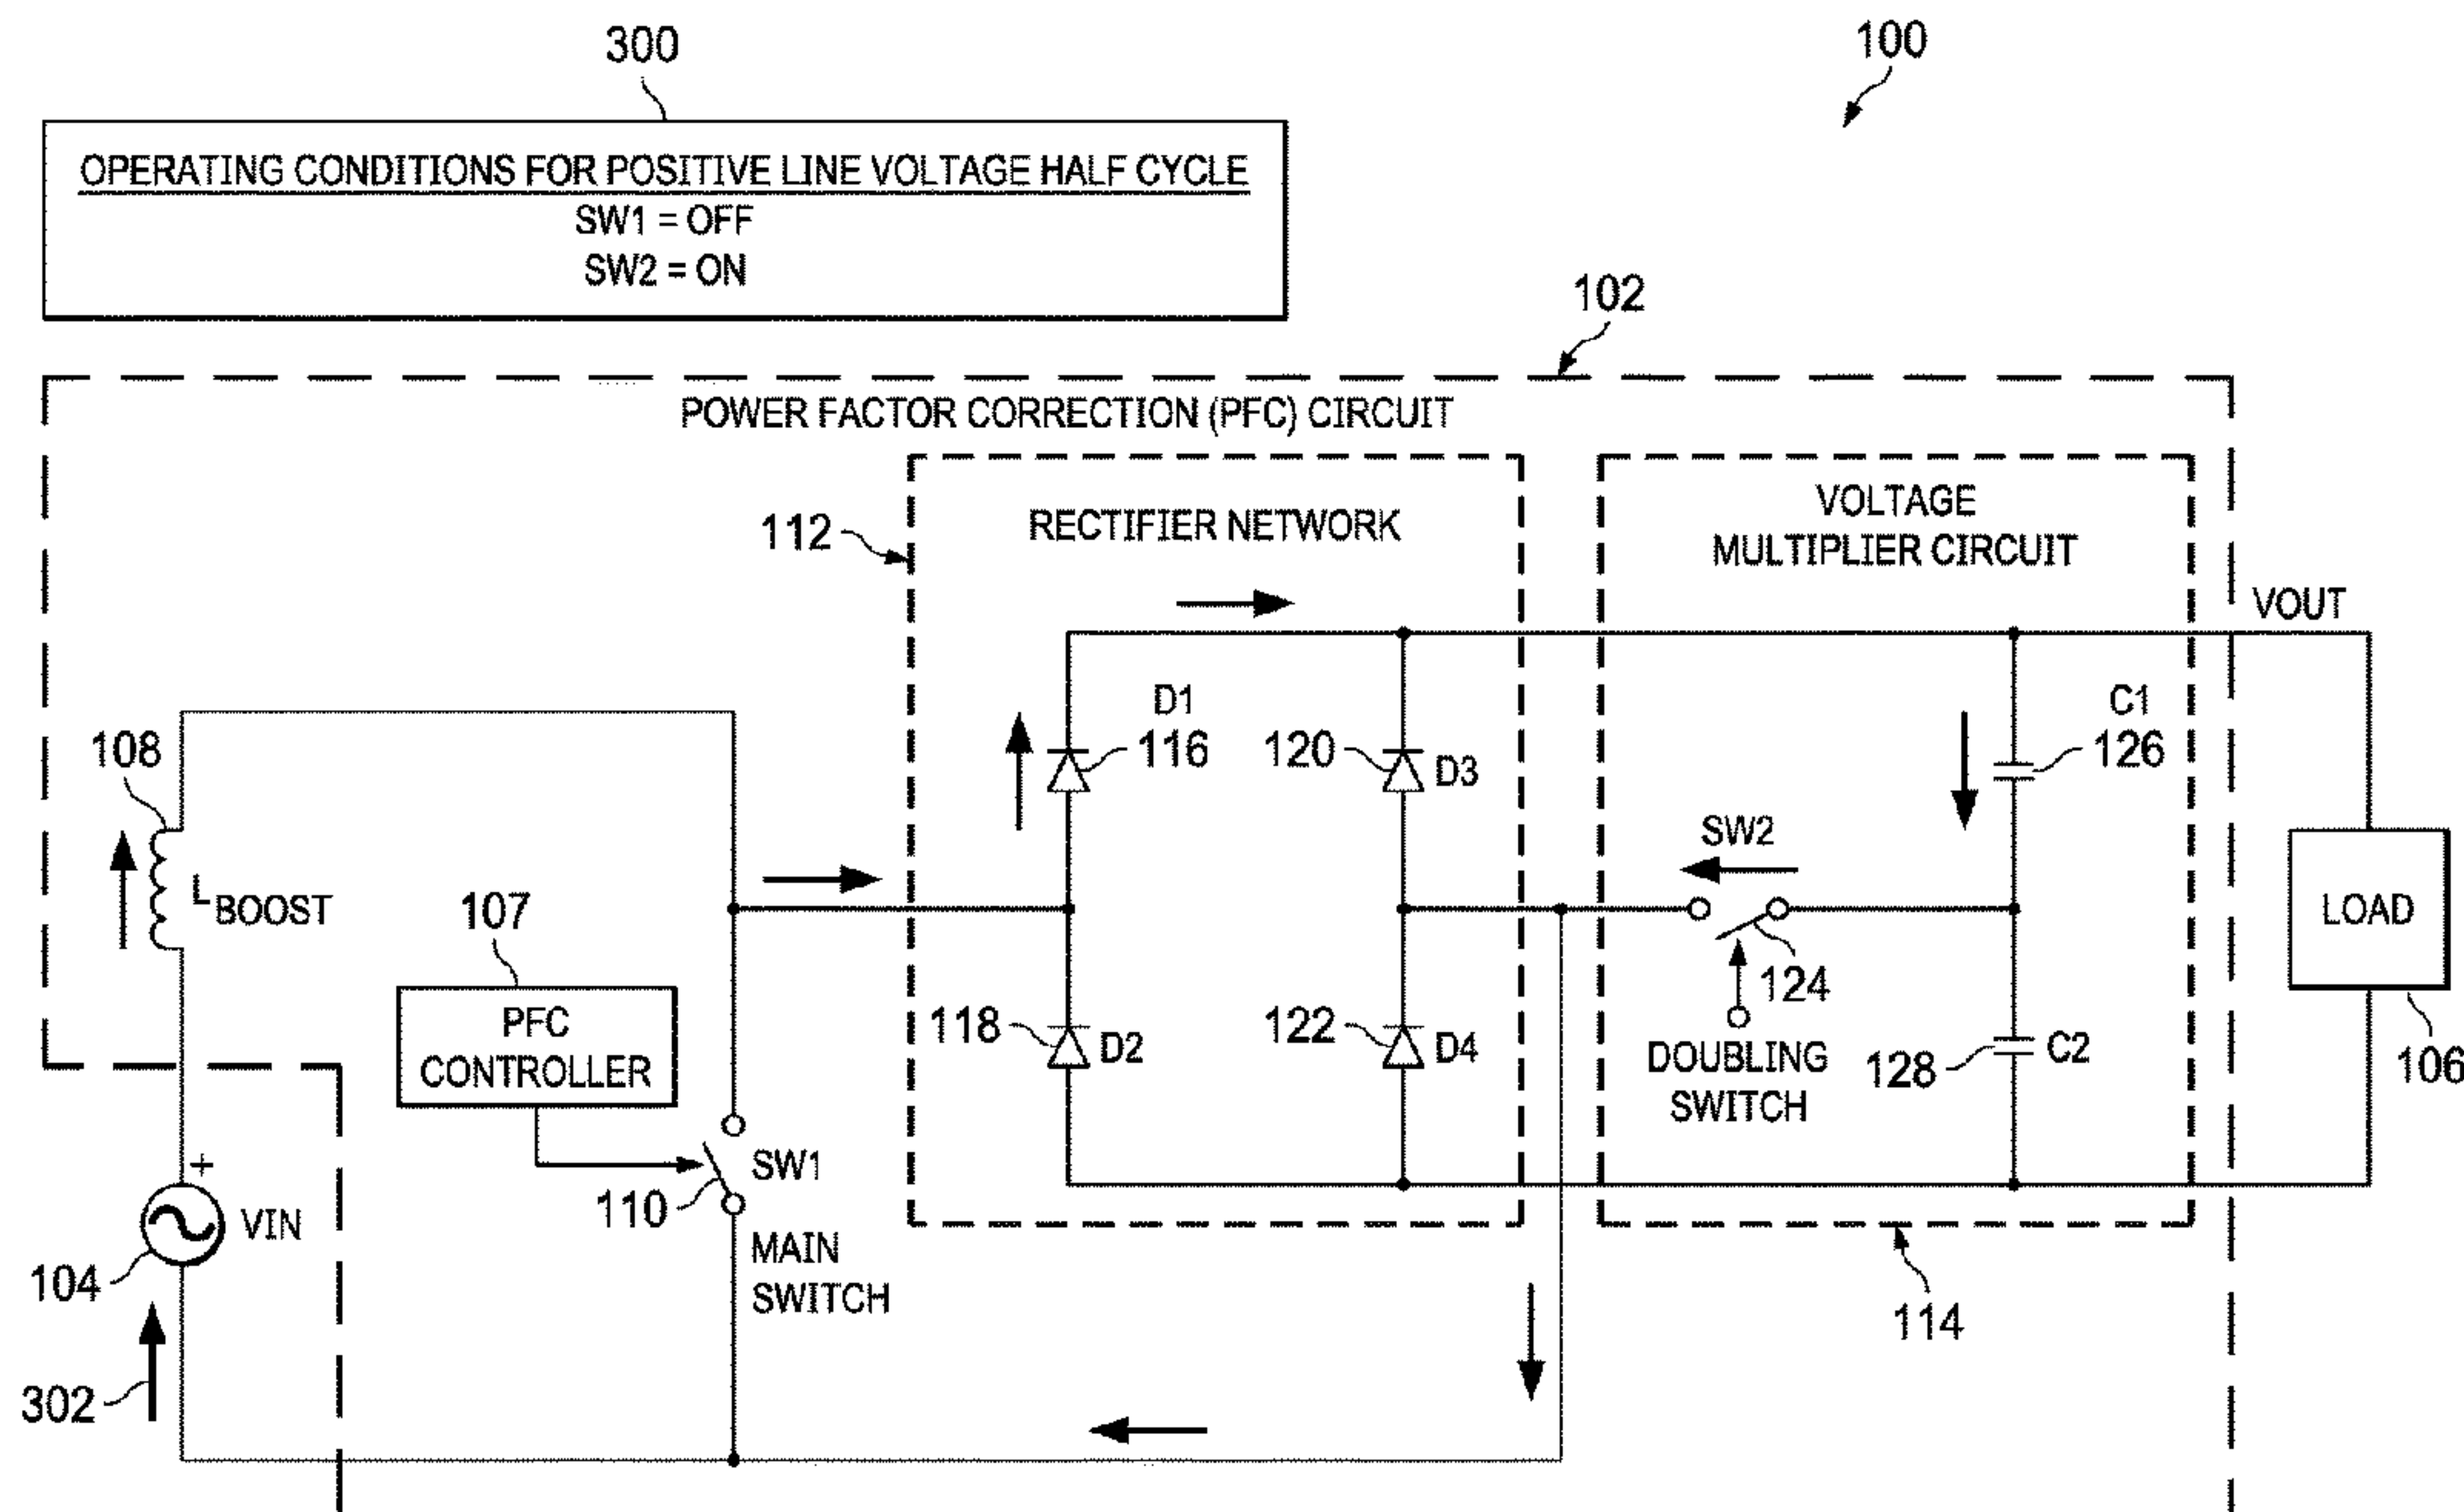 300
100
OPERATING CONDITIONS FOR POSITIVE LINE VOLTAGE HALF CYCLE
SW1 = OFF
SW2 = ON
102
POWER FACTOR CORRECTION (PFC) CIRCUIT
112
RECTIFIER NETWORK
VOLTAGE
MULTIPLIER CIRCUIT
VOUT
108
LBOOST
D1
116
120
D3
C1
126
SW2
124
DOUBLING
SWITCH
LOAD
106
107
PFC
CONTROLLER
118
D2
122
D4
128
C2
SW1
110
MAIN
SWITCH
+
VIN
104
114
302